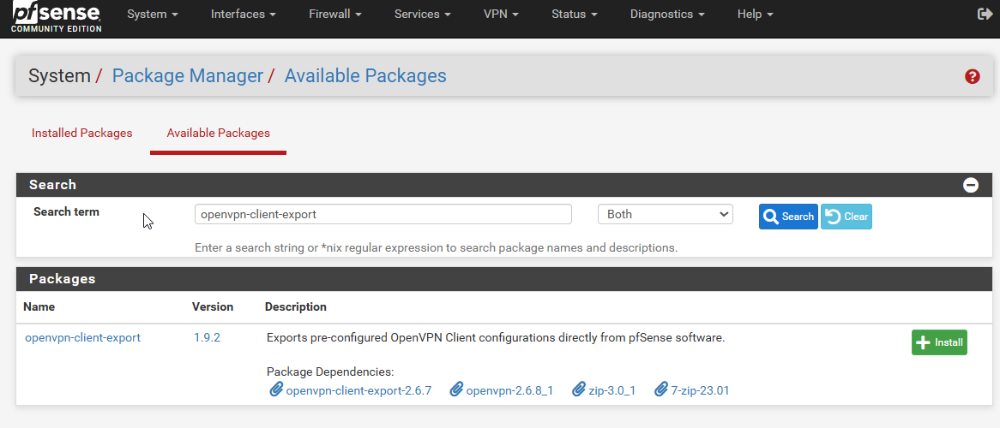 pfsense
COMMUNITY EDITION
System Interfaces Firewall Services VPN Status Diagnostics Help
System / Package Manager / Available Packages
Installed Packages Available Packages
Search
Search term openvpn-client-export Both Search Clear
Enter a search string or *nix regular expression to search package names and descriptions.
Packages
Name Version Description
openvpn-client-export 1.9.2 Exports pre-configured OpenVPN Client configurations directly from pfSense software. Install
Package Dependencies:
openvpn-client-export-2.6.7 openvpn-2.6.8_1 zip-3.0_1 7-zip-23.01